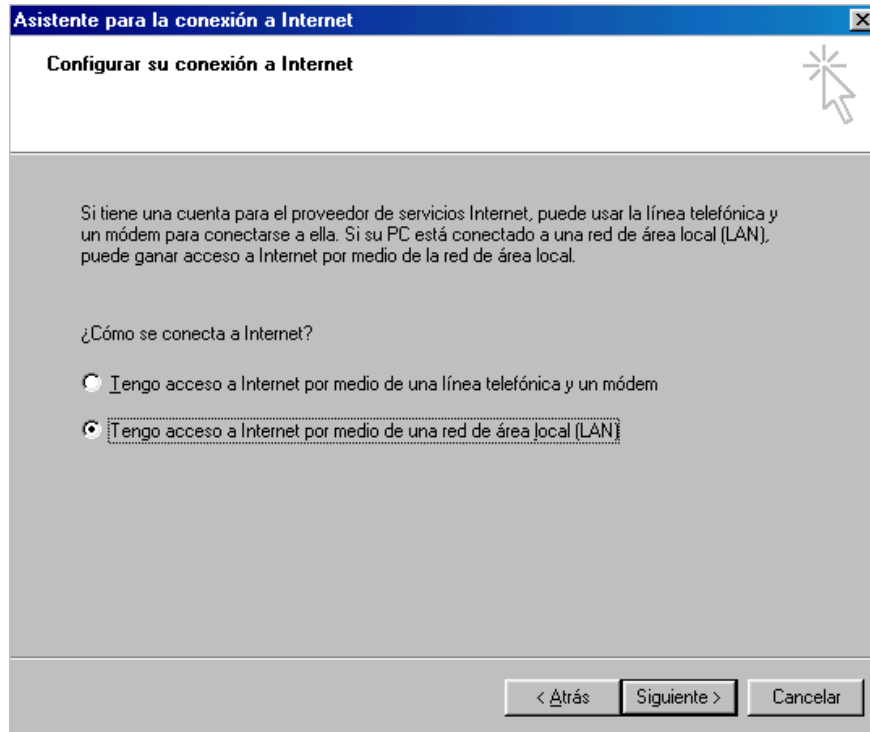 Asistente para la conexión a Internet
Configurar su conexión a Internet
Si tiene una cuenta para el proveedor de servicios Internet, puede usar la línea telefónica y
un módem para conectarse a ella. Si su PC está conectado a una red de área local (LAN),
puede ganar acceso a Internet por medio de la red de área local.
¿Cómo se conecta a Internet?
Tengo acceso a Internet por medio de una línea telefónica y un módem
Tengo acceso a Internet por medio de una red de área local (LAN)
< Atrás Siguiente > Cancelar